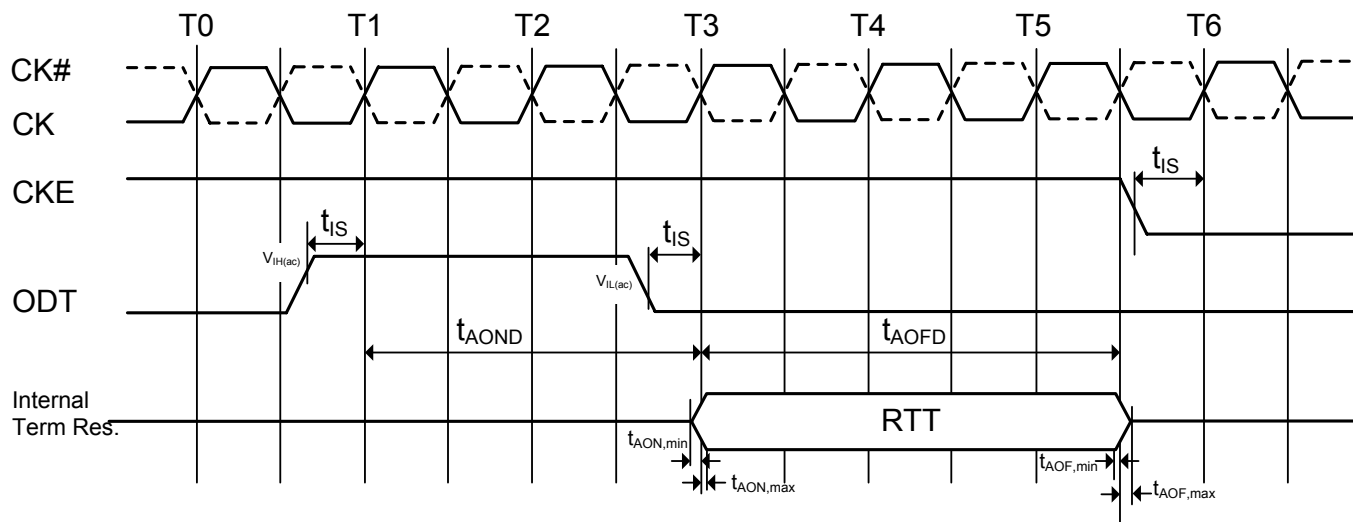 T0 T1 T2 T3 T4 T5 T6
CK#
CK
CKE
tIS
tIS
tIS
VIH(ac)
VIL(ac)
ODT
tAOND
tAOFD
Internal
Term Res.
RTT
tAON,min
tAOF,min
tAON,max
tAOF,max